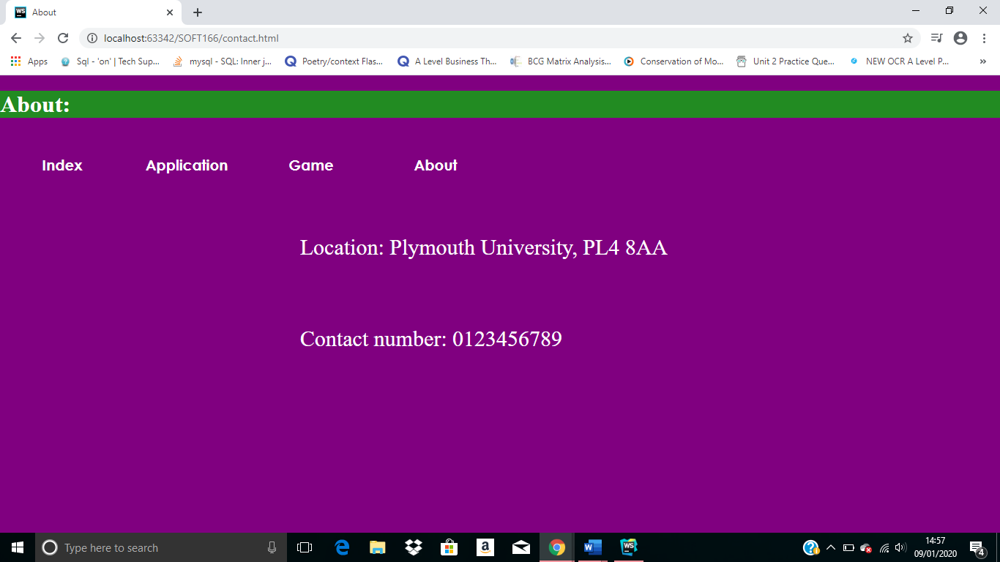 WS About
localhost:63342/SOFT166/contact.html
Apps Sql - 'on' | Tech Sup... mysql - SQL: Inner j... Poetry/context Flas... A Level Business Th... BCG Matrix Analysis... Conservation of Mo... Unit 2 Practice Que... NEW OCR A Level P... »
About:
Index Application Game About
Location: Plymouth University, PL4 8AA
Contact number: 0123456789
Type here to search
14:57
09/01/2020
4